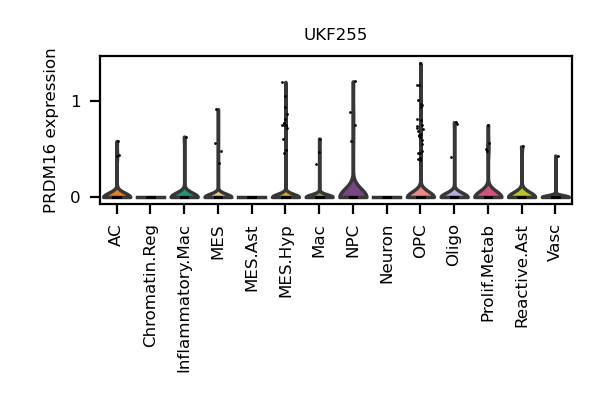 UKF255
PRDM16 expression
1
0
AC
Chromatin.Reg
Inflammatory.Mac
MES
MES.Ast
MES.Hyp
Mac
NPC
Neuron
OPC
Oligo
Prolif.Metab
Reactive.Ast
Vasc